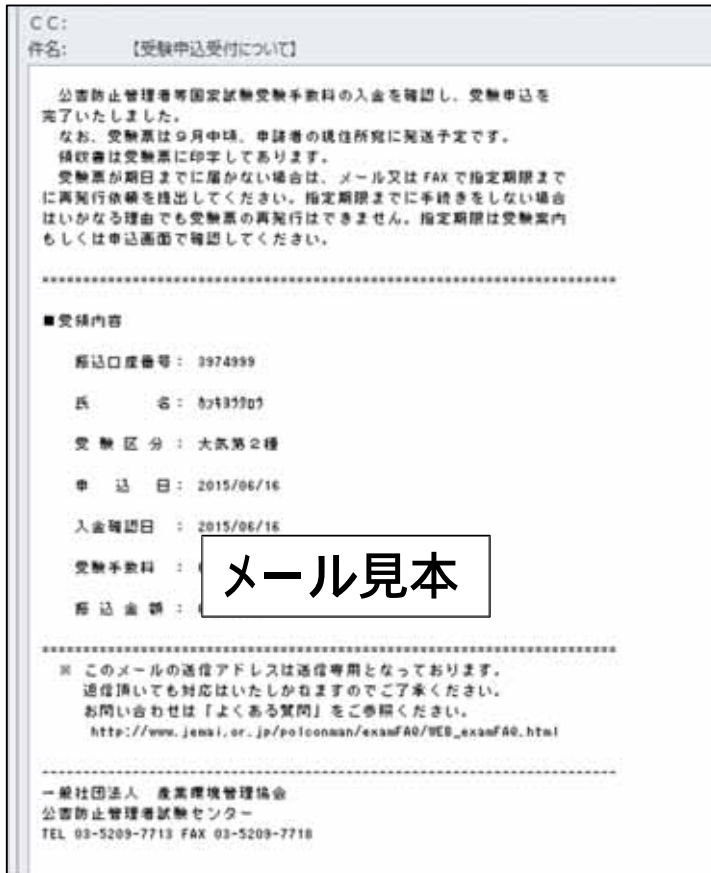 CC:
件名: 【受験申込受付について】
公害防止管理者等国家試験受験手数料の入金を確認し、受験申込を
完了いたしました。
なお、受験票は9月中頃、申請者の現住所宛に発送予定です。
領収書は受験票に印字してあります。
受験票が期日までに届かない場合は、メール又は FAX で指定期限まで
に再発行依頼を提出してください。指定期限までに手続きをしない場合
はいかなる理由でも受験票の再発行はできません。指定期限は受験案内
もしくは申込画面で確認してください。
**********************************************************************
■受領内容
振込口座番号: 3974999
氏 名:
受 験 区 分 : 大気第2種
申 込 日: 2015/06/16
入金確認日 : 2015/06/16
受験手数料 :
振 込 金 額 :
メール見本
**********************************************************************
※ このメールの送信アドレスは送信専用となっております。
返信頂いても対応はいたしかねますのでご了承ください。
お問い合わせは「よくある質問」をご参照ください。
http://www.jemai.or.jp/polconman/examFAQ/WEB_examFAQ.html
----------------------------------------------------------------------
一般社団法人 産業環境管理協会
公害防止管理者試験センター
TEL 03-5209-7713 FAX 03-5209-7718